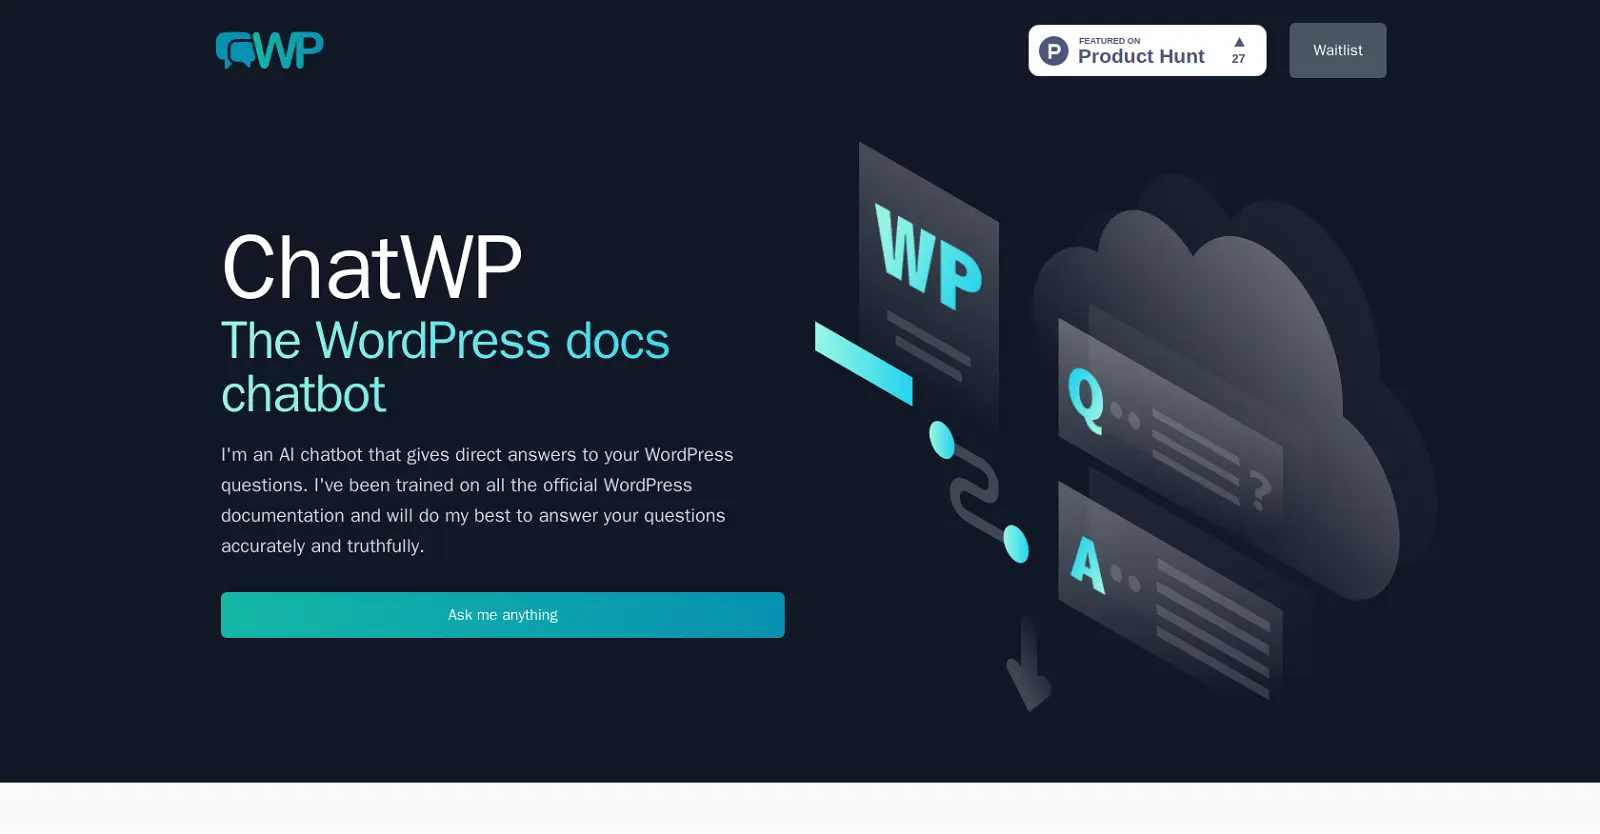 WP
FEATURED ON
Product Hunt
27
Waitlist
ChatWP
The WordPress docs
chatbot
I'm an AI chatbot that gives direct answers to your WordPress
questions. I've been trained on all the official WordPress
documentation and will do my best to answer your questions
accurately and truthfully.
Ask me anything
WP
Q
?
A